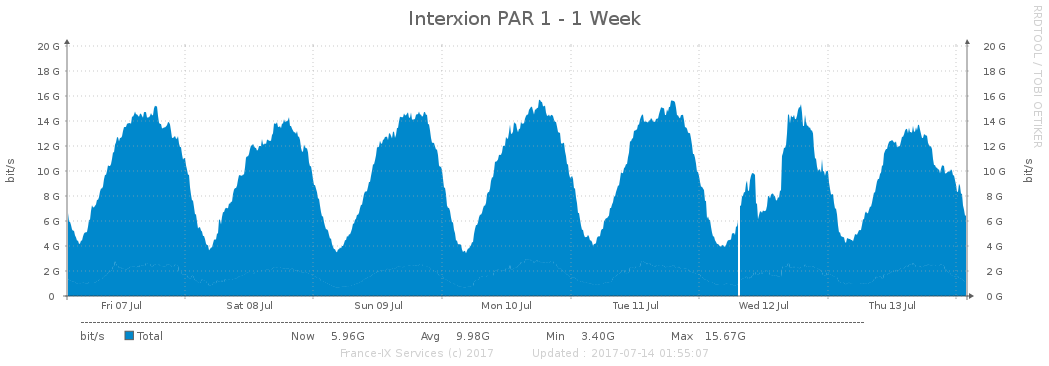 Interxion PAR 1 - 1 Week
RRDTOOL / TOBI OETIKER
bit/s
20 G
18 G
16 G
14 G
12 G
10 G
8 G
6 G
4 G
2 G
0
20 G
18 G
16 G
14 G
12 G
10 G
8 G
6 G
4 G
2 G
0 G
bit/s
Fri 07 Jul Sat 08 Jul Sun 09 Jul Mon 10 Jul Tue 11 Jul Wed 12 Jul Thu 13 Jul
bit/s Total Now 5.96G Avg 9.98G Min 3.40G Max 15.67G
France-IX Services (c) 2017 Updated : 2017-07-14 01:55:07